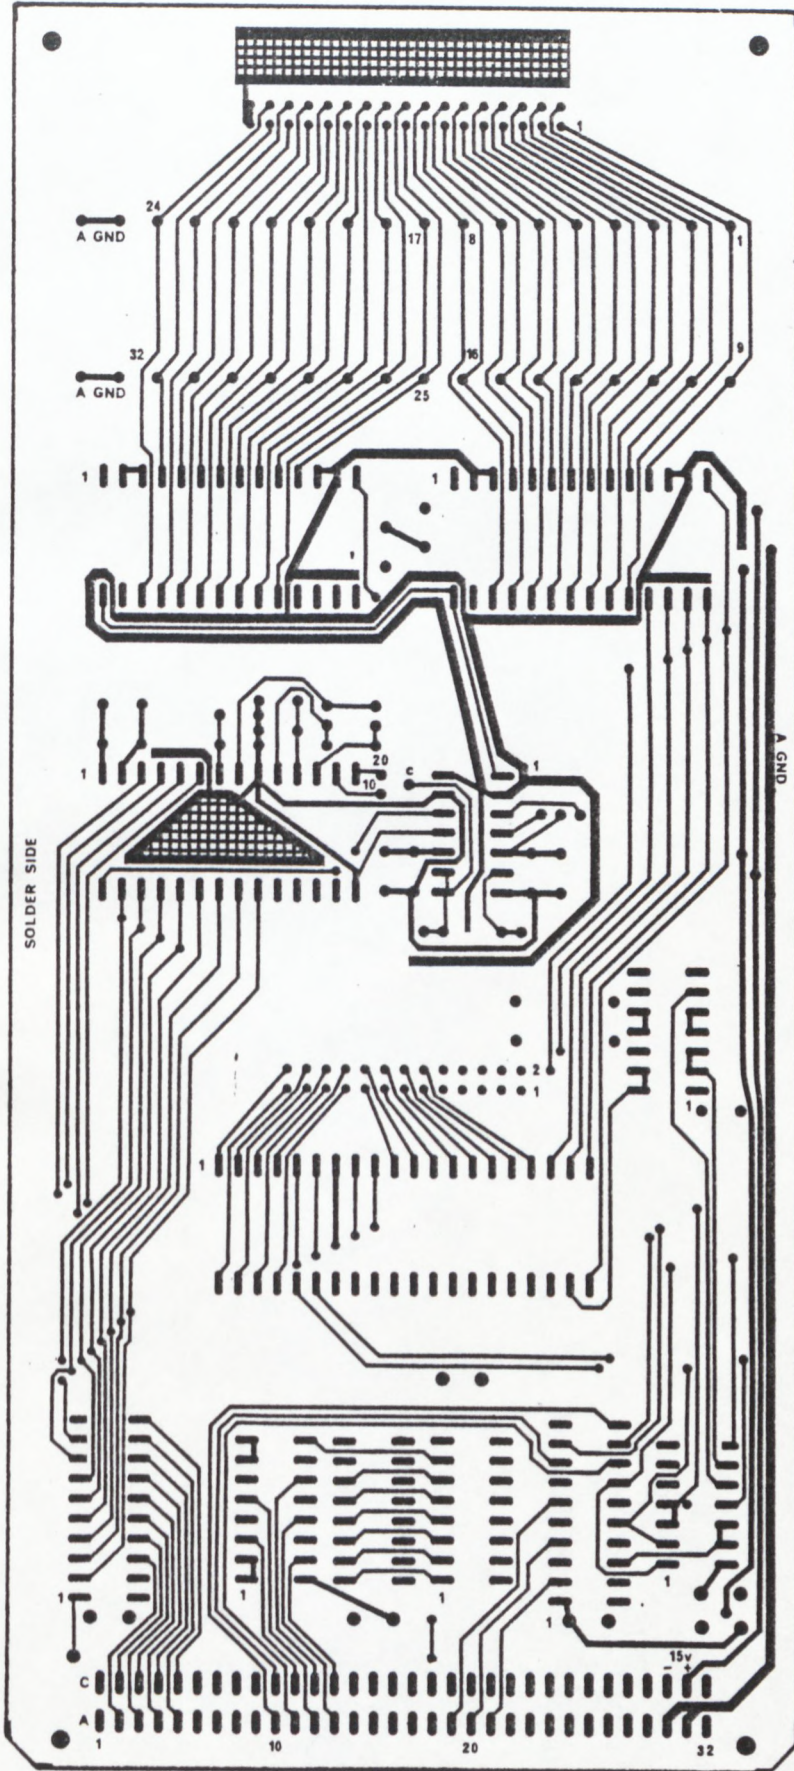 1
24
17 8 1
A GND
32 16 9
25
A GND
1 1
A GND
20
1 C 1
10
SOLDER SIDE
2
1 1
1
1 1 1
1
15v
- +
C
A
1 10 20 32